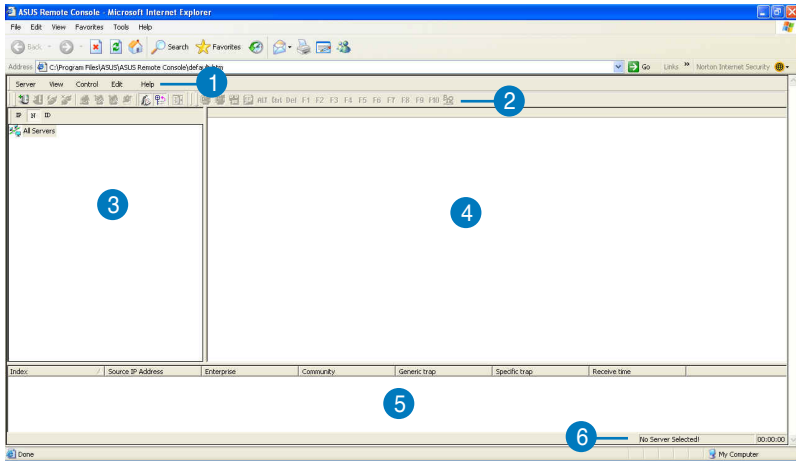 ASUS Remote Console - Microsoft Internet Explorer
File Edit View Favorites Tools Help
Back Search Favorites
Address C:\Program Files\ASUS\ASUS Remote Console\default.htm Go Links » Norton Internet Security
Server View Control Edit Help 1
Alt Ctrl Del F1 F2 F3 F4 F5 F6 F7 F8 F9 F10 2
IP N ID
All Servers
3
4
Index Source IP Address Enterprise Community Generic trap Specific trap Receive time
5
6 No Server Selected! 00:00:00
Done My Computer